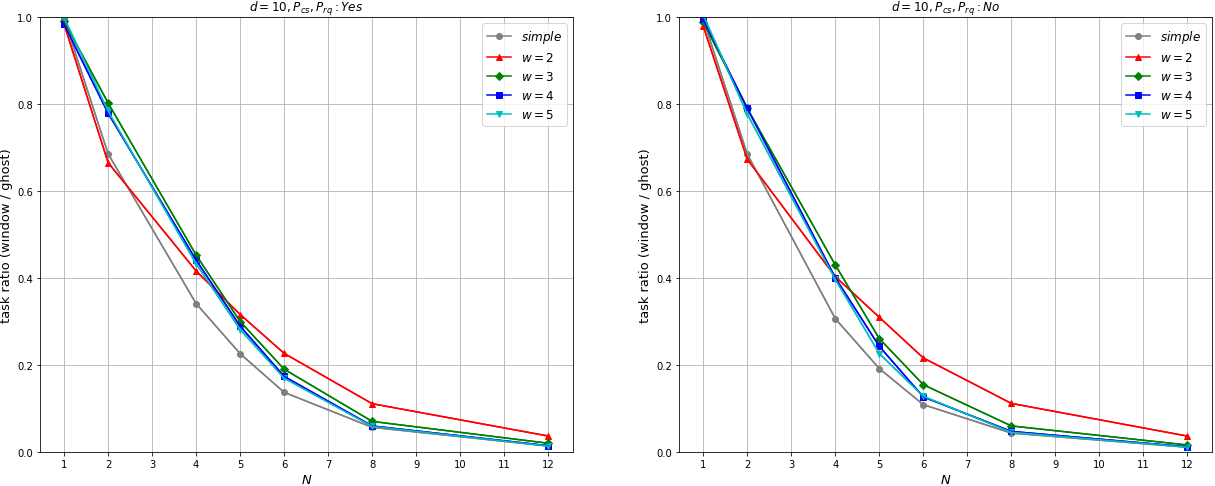 d = 10, P_cs, P_rq : Yes
task ratio (window / ghost)
1.0
0.8
0.6
0.4
0.2
0.0
simple
w = 2
w = 3
w = 4
w = 5
1 2 3 4 5 6 7 8 9 10 11 12
N
d = 10, P_cs, P_rq : No
task ratio (window / ghost)
1.0
0.8
0.6
0.4
0.2
0.0
simple
w = 2
w = 3
w = 4
w = 5
1 2 3 4 5 6 7 8 9 10 11 12
N